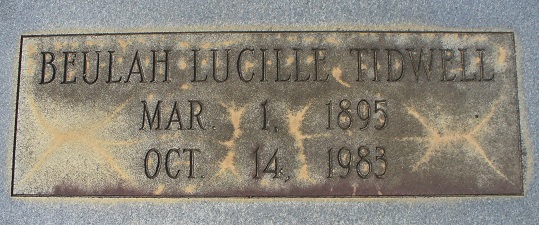 BEULAH LUCILLE TIDWELL
MAR. 1, 1895
OCT. 14, 1983